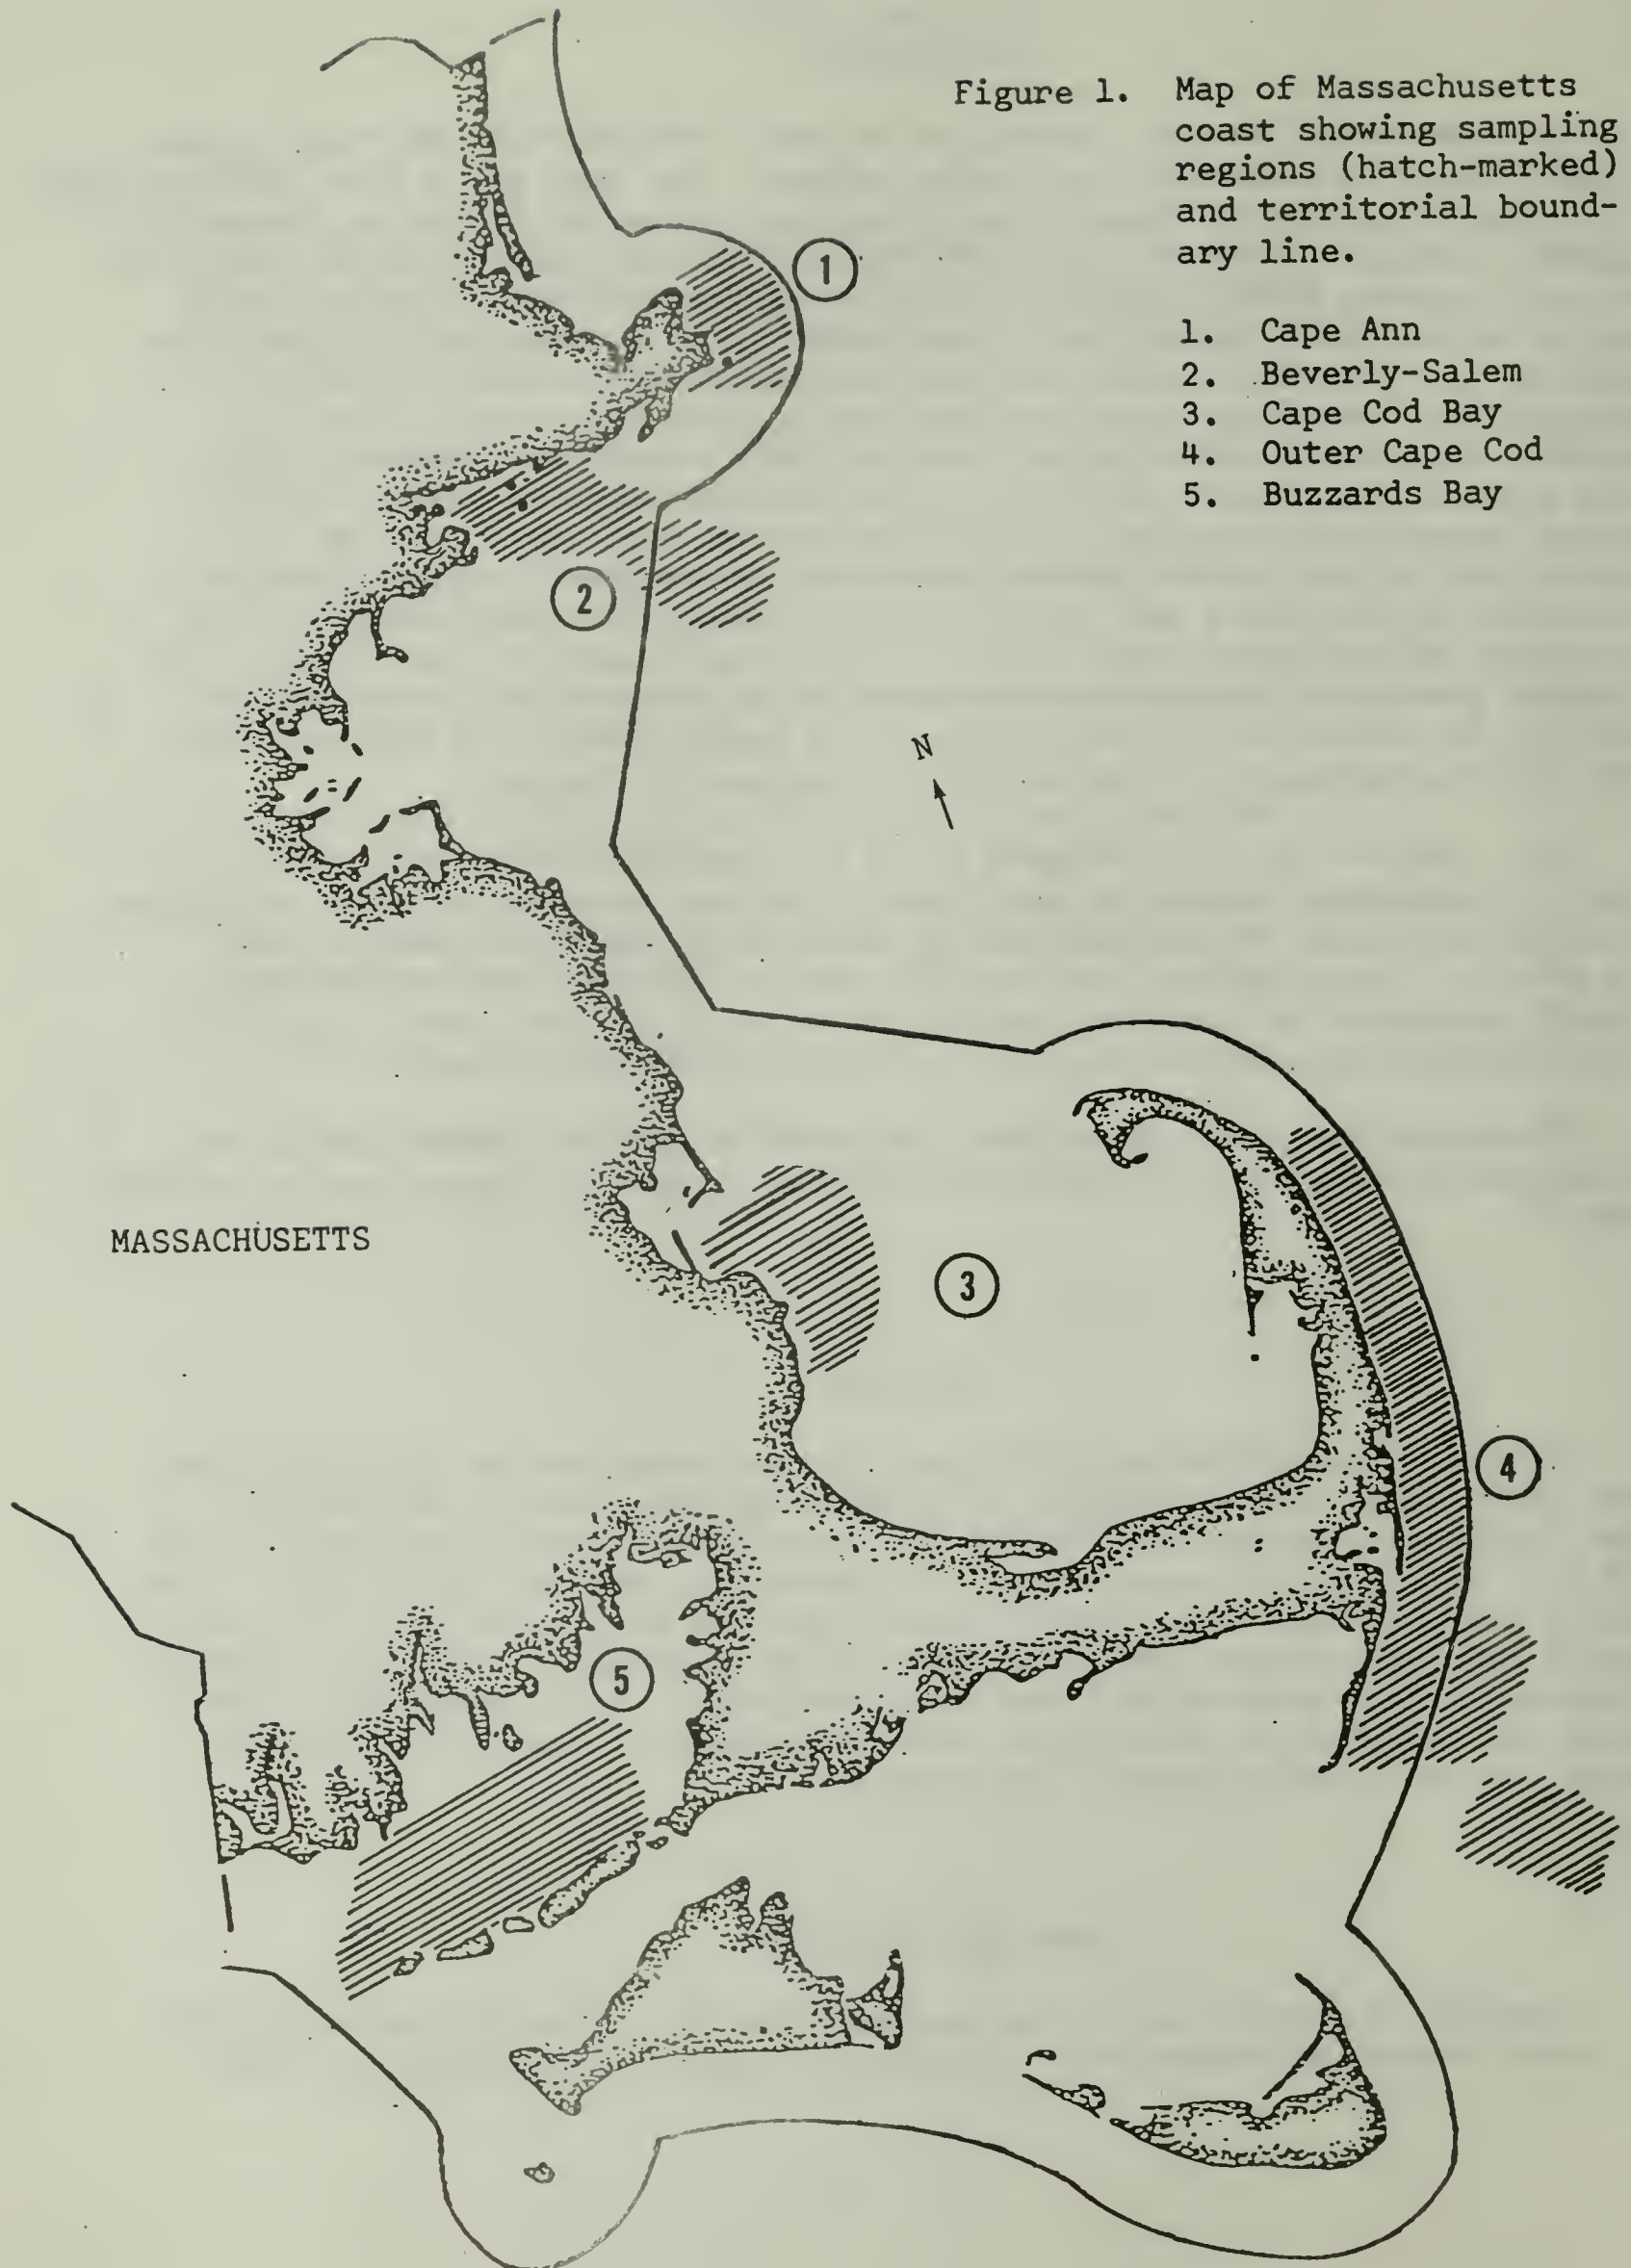 Figure 1. Map of Massachusetts
coast showing sampling
regions (hatch-marked)
and territorial bound-
ary line.
1. Cape Ann
2. Beverly-Salem
3. Cape Cod Bay
4. Outer Cape Cod
5. Buzzards Bay
1
2
N
MASSACHUSETTS
3
4
5